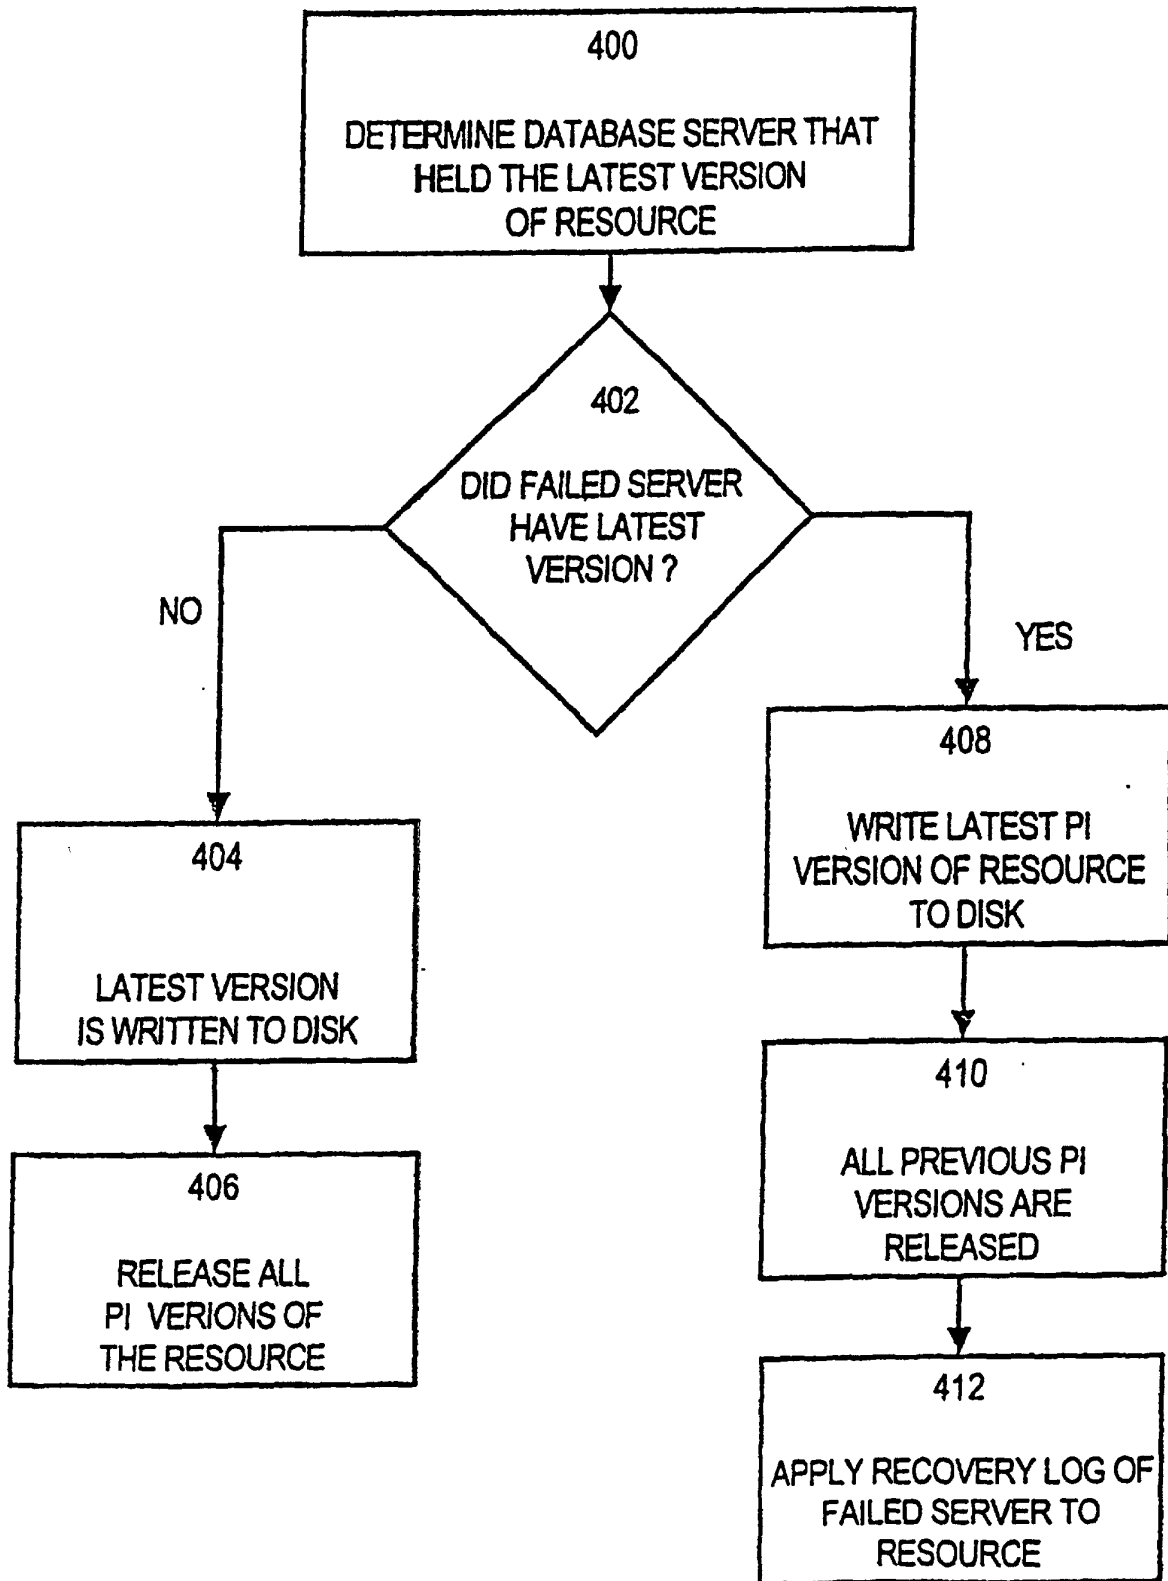 400
DETERMINE DATABASE SERVER THAT
HELD THE LATEST VERSION
OF RESOURCE
402
DID FAILED SERVER
HAVE LATEST
VERSION ?
NO
YES
404
LATEST VERSION
IS WRITTEN TO DISK
406
RELEASE ALL
PI VERIONS OF
THE RESOURCE
408
WRITE LATEST PI
VERSION OF RESOURCE
TO DISK
410
ALL PREVIOUS PI
VERSIONS ARE
RELEASED
412
APPLY RECOVERY LOG OF
FAILED SERVER TO
RESOURCE